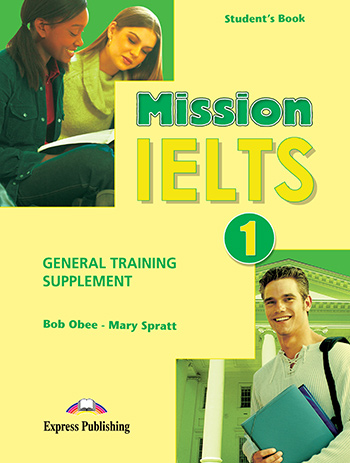 Student's Book
Mission
IELTS
1
GENERAL TRAINING
SUPPLEMENT
Bob Obee - Mary Spratt
Express Publishing